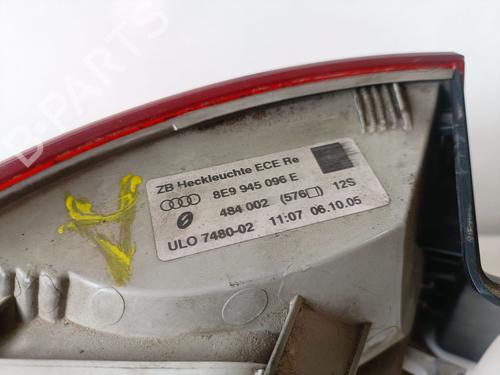 ZB Heckleuchte ECE Re
8E9 945 096 E
484 002 (576□) 12S
ULO 7480-02 11:07 06.10.05
B-PARTS